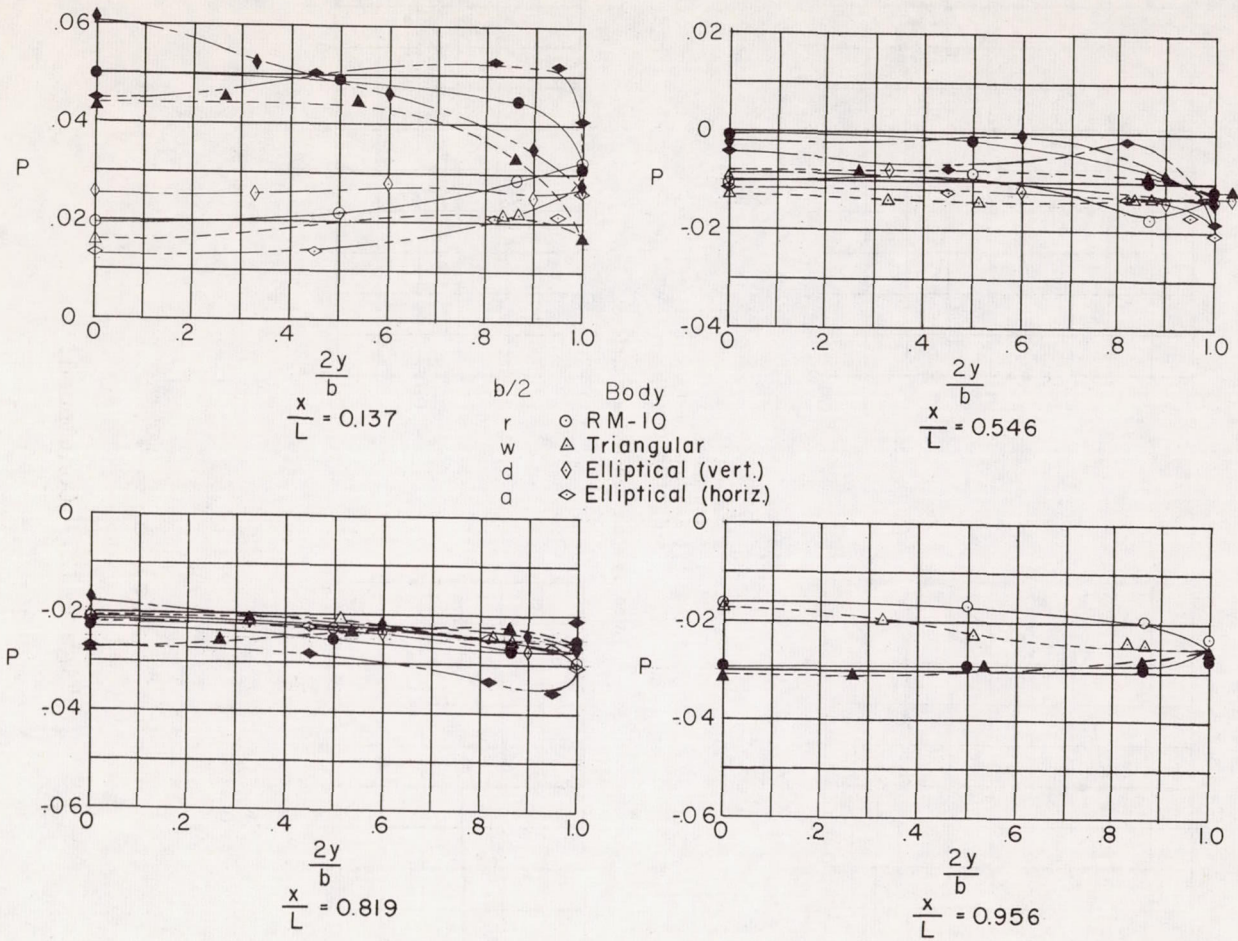 .06
.04
P
.02
0
0 .2 .4 .6 .8 1.0
2y
b
x
L = 0.137
.02
0
P
-.02
-.04
0 .2 .4 .6 .8 1.0
2y
b
x
L = 0.546
b/2 Body
r RM-10
w Triangular
d Elliptical (vert.)
a Elliptical (horiz.)
0
-.02
P
-.04
-.06
0 .2 .4 .6 .8 1.0
2y
b
x
L = 0.819
0
-.02
P
-.04
-.06
0 .2 .4 .6 .8 1.0
2y
b
x
L = 0.956